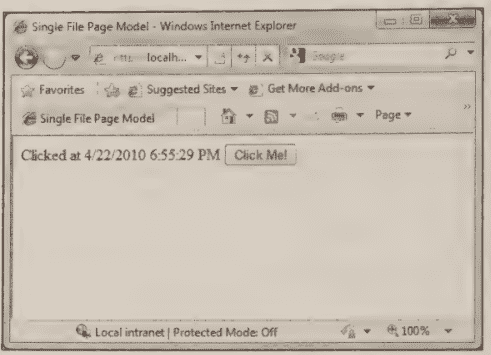 Single File Page Model - Windows Internet Explorer
localh...
Google
Favorites Suggested Sites Get More Add-ons
Single File Page Model Page
Clicked at 4/22/2010 6:55:29 PM Click Me!
Local intranet | Protected Mode: Off 100%